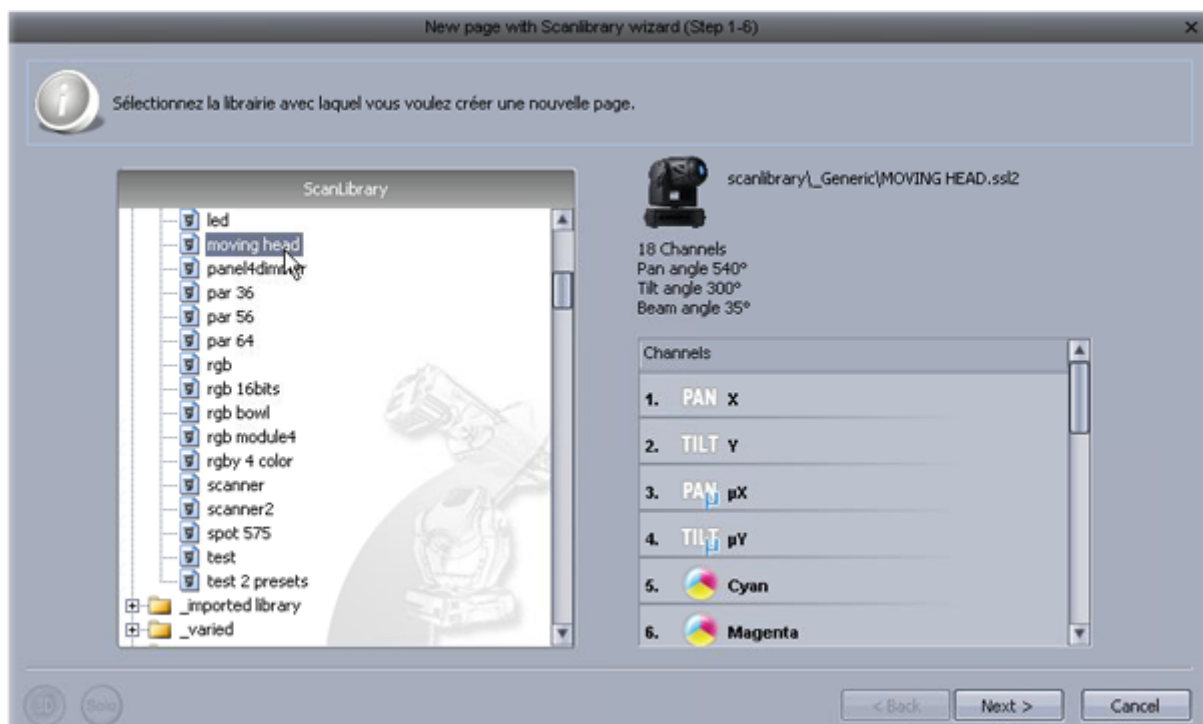 New page with Scanlibrary wizard (Step 1-6)
Sélectionnez la librairie avec laquel vous voulez créer une nouvelle page.
ScanLibrary
led
moving head
panel4dimmer
par 36
par 56
par 64
rgb
rgb 16bits
rgb bowl
rgb module4
rgby 4 color
scanner
scanner2
spot 575
test
test 2 presets
_imported library
_varied
scanlibrary\_Generic\MOVING HEAD.ssl2
18 Channels
Pan angle 540°
Tilt angle 300°
Beam angle 35°
Channels
1. PAN X
2. TILT Y
3. PAN µ µX
4. TILT µ µY
5. Cyan
6. Magenta
3D Solo
< Back Next > Cancel